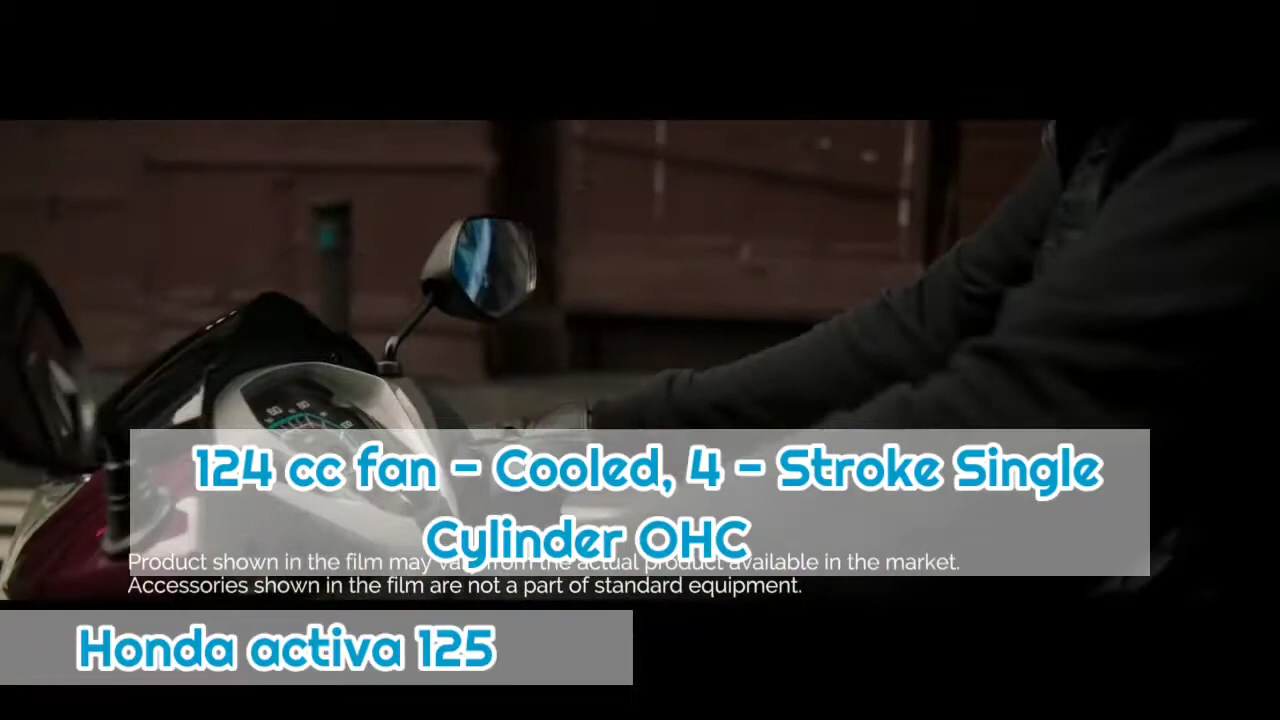 124 cc fan - Cooled, 4 - Stroke Single
Cylinder OHC
Product shown in the film may vary from the actual product available in the market.
Accessories shown in the film are not a part of standard equipment.
Honda activa 125